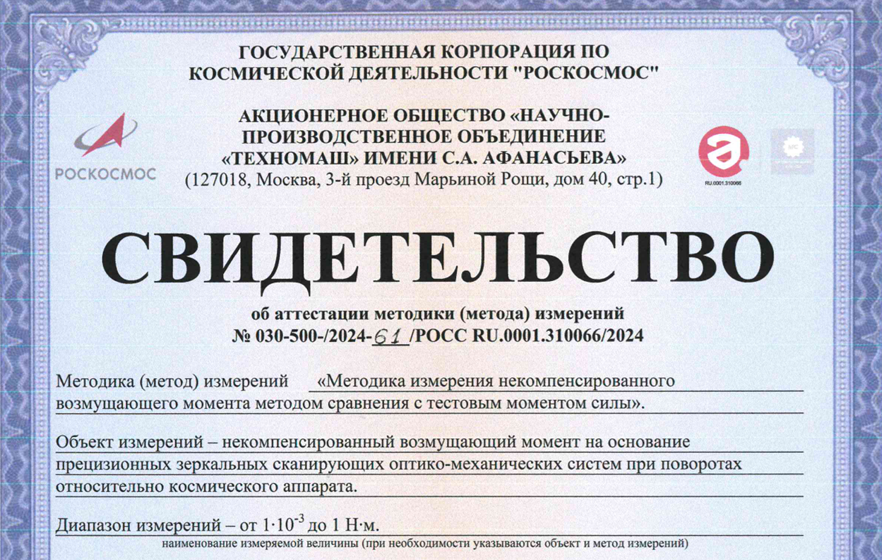 ГОСУДАРСТВЕННАЯ КОРПОРАЦИЯ ПО
КОСМИЧЕСКОЙ ДЕЯТЕЛЬНОСТИ "РОСКОСМОС"
АКЦИОНЕРНОЕ ОБЩЕСТВО «НАУЧНО-
ПРОИЗВОДСТВЕННОЕ ОБЪЕДИНЕНИЕ
«ТЕХНОМАШ» ИМЕНИ С.А. АФАНАСЬЕВА»
(127018, Москва, 3-й проезд Марьиной Рощи, дом 40, стр.1)
РОСКОСМОС
RU.0001.310066
СВИДЕТЕЛЬСТВО
об аттестации методики (метода) измерений
№ 030-500-/2024-61/РОСС RU.0001.310066/2024
Методика (метод) измерений «Методика измерения некомпенсированного
возмущающего момента методом сравнения с тестовым моментом силы».
Объект измерений – некомпенсированный возмущающий момент на основание
прецизионных зеркальных сканирующих оптико-механических систем при поворотах
относительно космического аппарата.
Диапазон измерений – от 1·10⁻³ до 1 Н·м.
наименование измеряемой величины (при необходимости указываются объект и метод измерений)